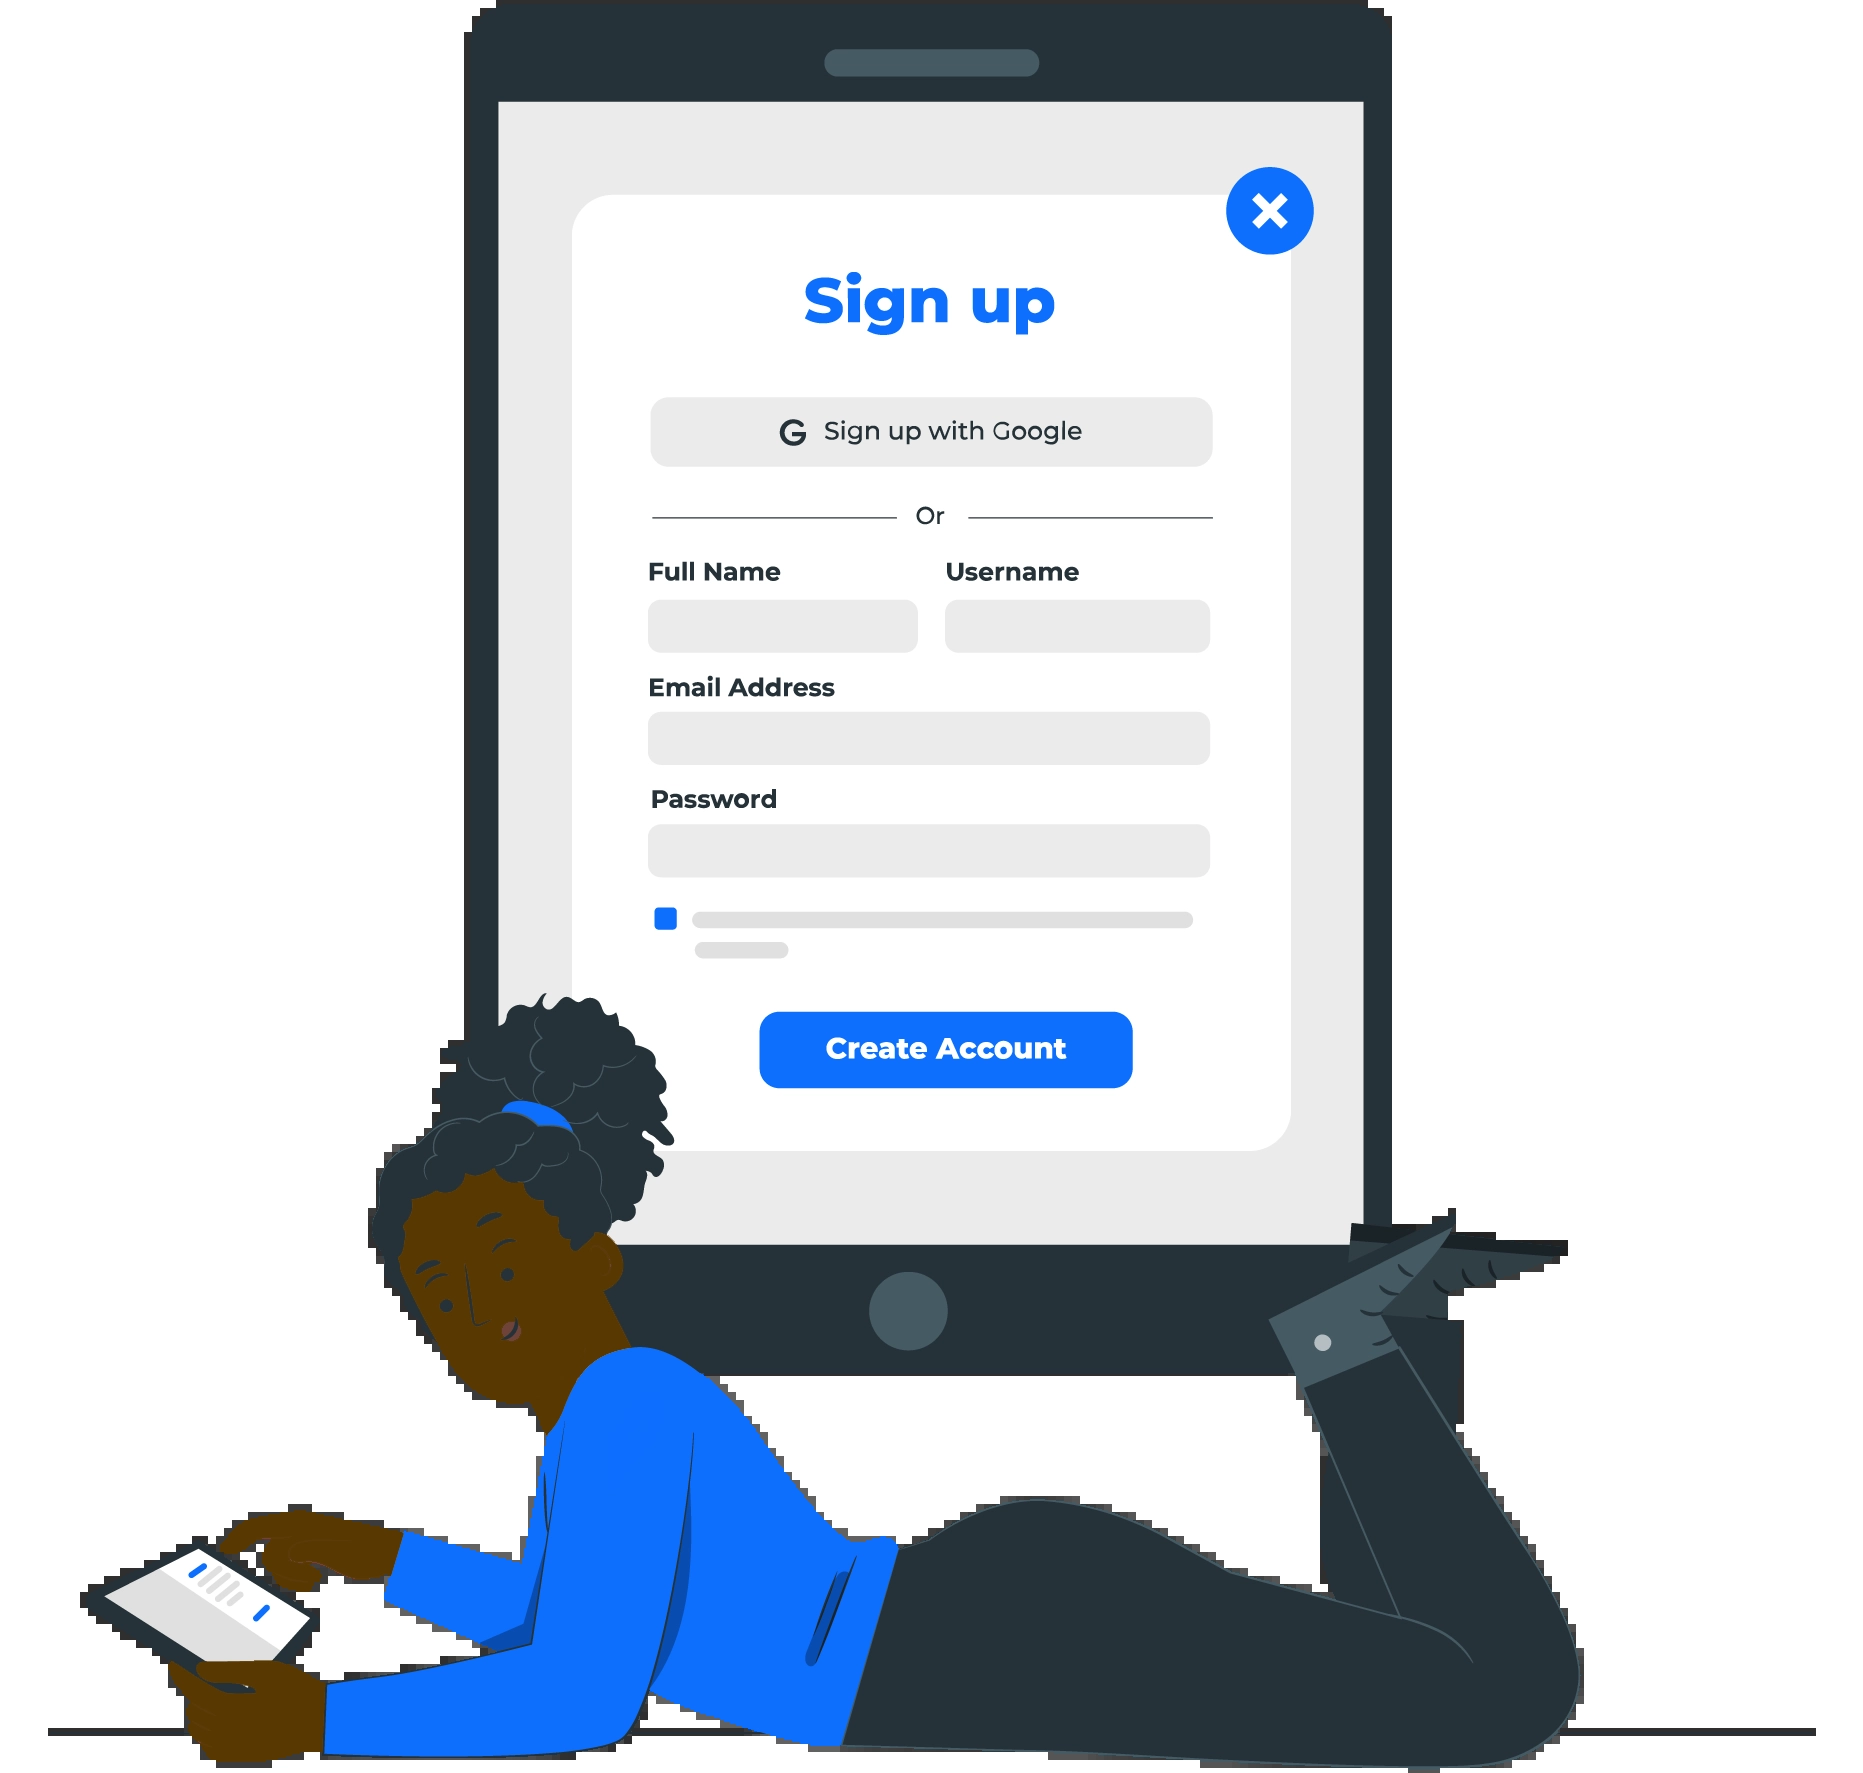 Sign up
G Sign up with Google
Or
Full Name Username
Email Address
Password
Create Account